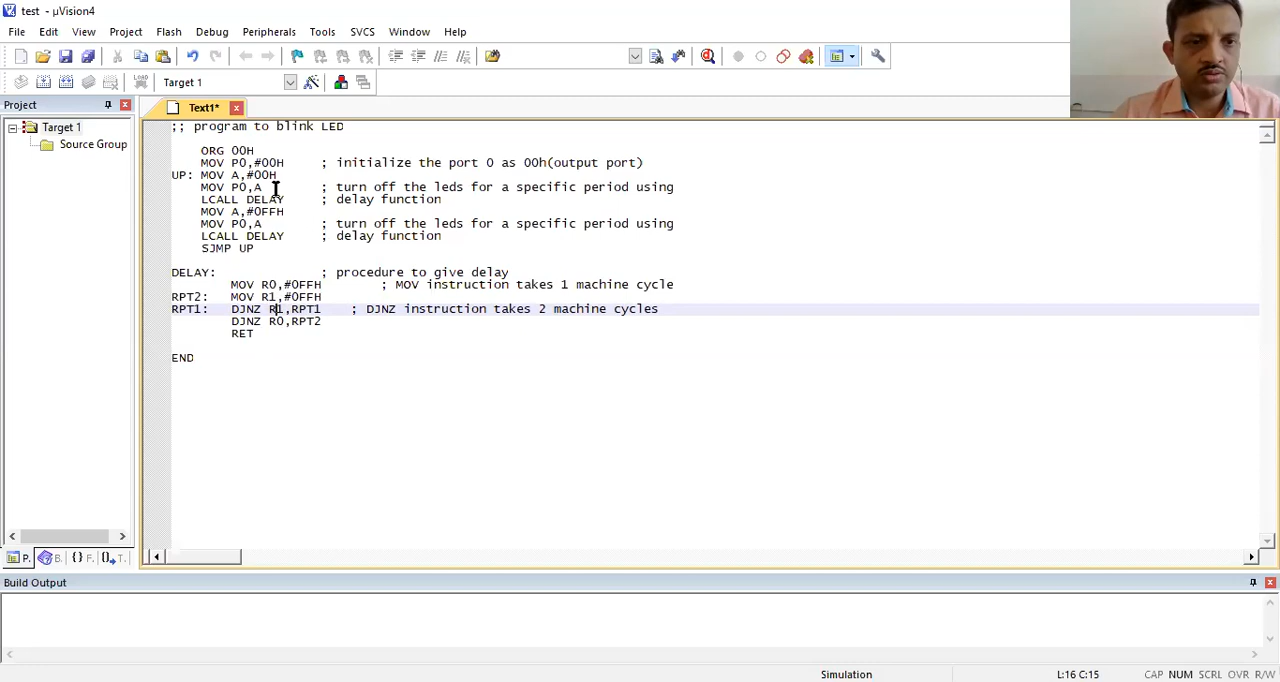 test - µVision4
File Edit View Project Flash Debug Peripherals Tools SVCS Window Help
LOAD Target 1
Project
Text1*
Target 1
Source Group
;; program to blink LED
ORG 00H
MOV P0,#00H ; initialize the port 0 as 00h(output port)
UP: MOV A,#00H
MOV P0,A ; turn off the leds for a specific period using
LCALL DELAY ; delay function
MOV A,#0FFH
MOV P0,A ; turn off the leds for a specific period using
LCALL DELAY ; delay function
SJMP UP
DELAY: ; procedure to give delay
MOV R0,#0FFH ; MOV instruction takes 1 machine cycle
RPT2: MOV R1,#0FFH
RPT1: DJNZ R1,RPT1 ; DJNZ instruction takes 2 machine cycles
DJNZ R0,RPT2
RET
END
P. B. {} F. T.
Build Output
Simulation L:16 C:15 CAP NUM SCRL OVR R/W